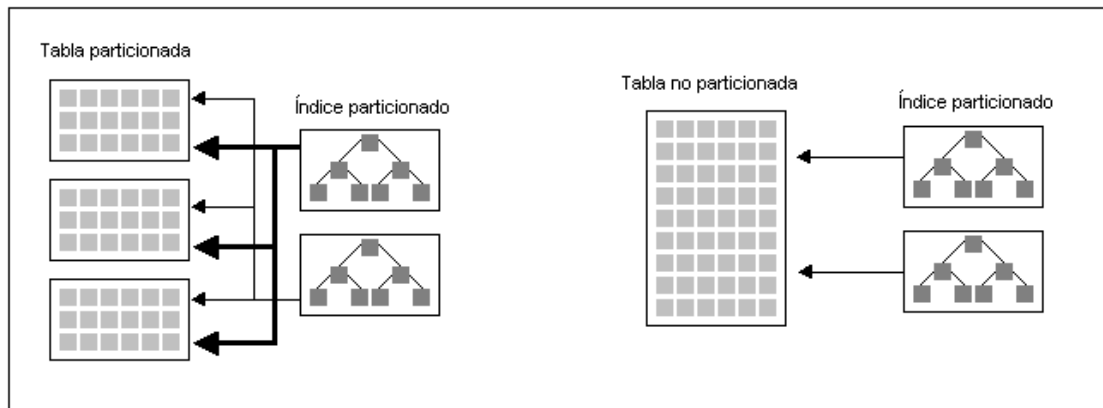 Tabla particionada
Índice particionado
Tabla no particionada
Índice particionado